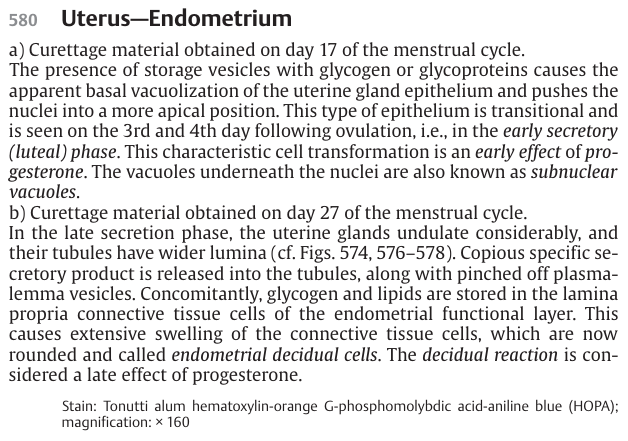 580 Uterus—Endometrium
a) Curettage material obtained on day 17 of the menstrual cycle.
The presence of storage vesicles with glycogen or glycoproteins causes the
apparent basal vacuolization of the uterine gland epithelium and pushes the
nuclei into a more apical position. This type of epithelium is transitional and
is seen on the 3rd and 4th day following ovulation, i.e., in the early secretory
(luteal) phase. This characteristic cell transformation is an early effect of pro-
gesterone. The vacuoles underneath the nuclei are also known as subnuclear
vacuoles.
b) Curettage material obtained on day 27 of the menstrual cycle.
In the late secretion phase, the uterine glands undulate considerably, and
their tubules have wider lumina (cf. Figs. 574, 576–578). Copious specific se-
cretory product is released into the tubules, along with pinched off plasma-
lemma vesicles. Concomitantly, glycogen and lipids are stored in the lamina
propria connective tissue cells of the endometrial functional layer. This
causes extensive swelling of the connective tissue cells, which are now
rounded and called endometrial decidual cells. The decidual reaction is con-
sidered a late effect of progesterone.
Stain: Tonutti alum hematoxylin-orange G-phosphomolybdic acid-aniline blue (HOPA);
magnification: × 160